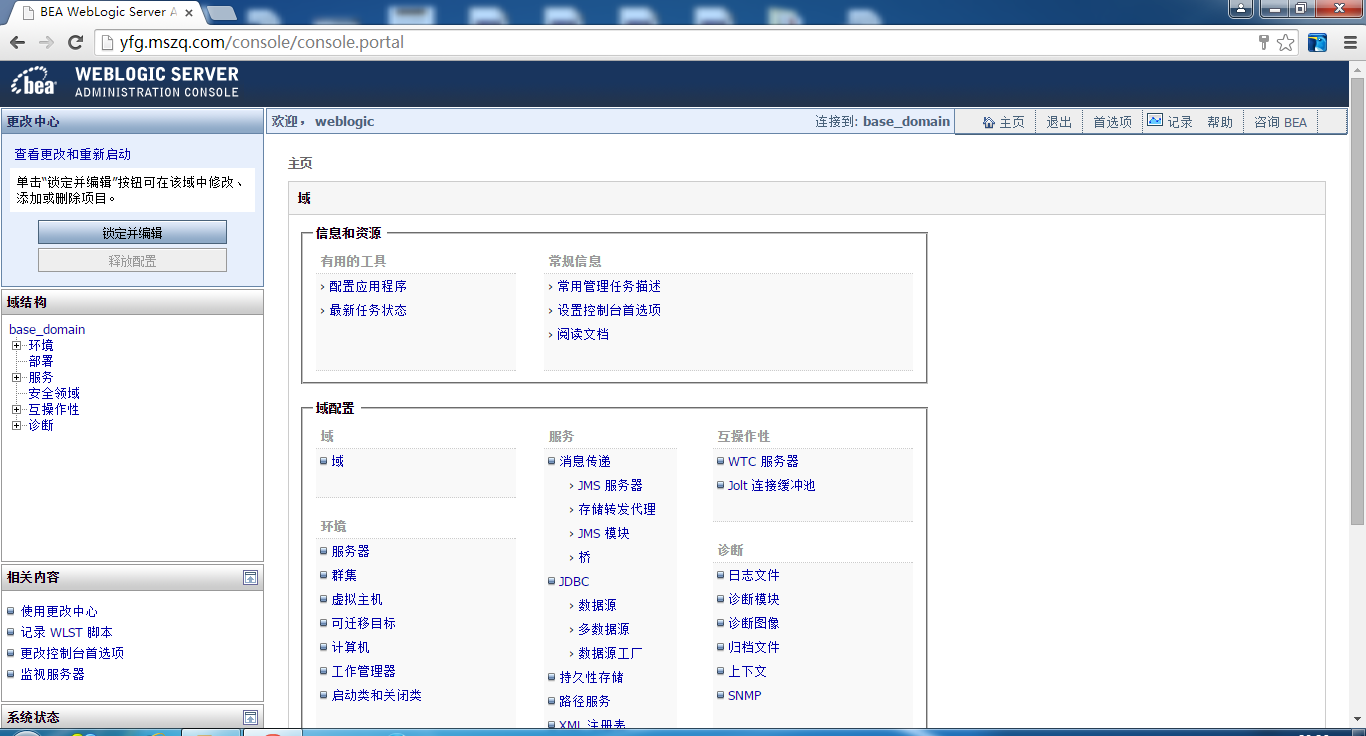 BEA WebLogic Server A
yfg.mszq.com/console/console.portal
bea
WEBLOGIC SERVER
ADMINISTRATION CONSOLE
更改中心
查看更改和重新启动
单击“锁定并编辑”按钮可在该域中修改、
添加或删除项目。
锁定并编辑
释放配置
域结构
base_domain
环境
部署
服务
安全领域
互操作性
诊断
相关内容
使用更改中心
记录 WLST 脚本
更改控制台首选项
监视服务器
系统状态
欢迎， weblogic
连接到: base_domain
主页
退出
首选项
记录
帮助
咨询 BEA
主页
域
信息和资源
有用的工具
配置应用程序
最新任务状态
常规信息
常用管理任务描述
设置控制台首选项
阅读文档
域配置
域
域
环境
服务器
群集
虚拟主机
可迁移目标
计算机
工作管理器
启动类和关闭类
服务
消息传递
JMS 服务器
存储转发代理
JMS 模块
桥
JDBC
数据源
多数据源
数据源工厂
持久性存储
路径服务
XML 注册表
互操作性
WTC 服务器
Jolt 连接缓冲池
诊断
日志文件
诊断模块
诊断图像
归档文件
上下文
SNMP